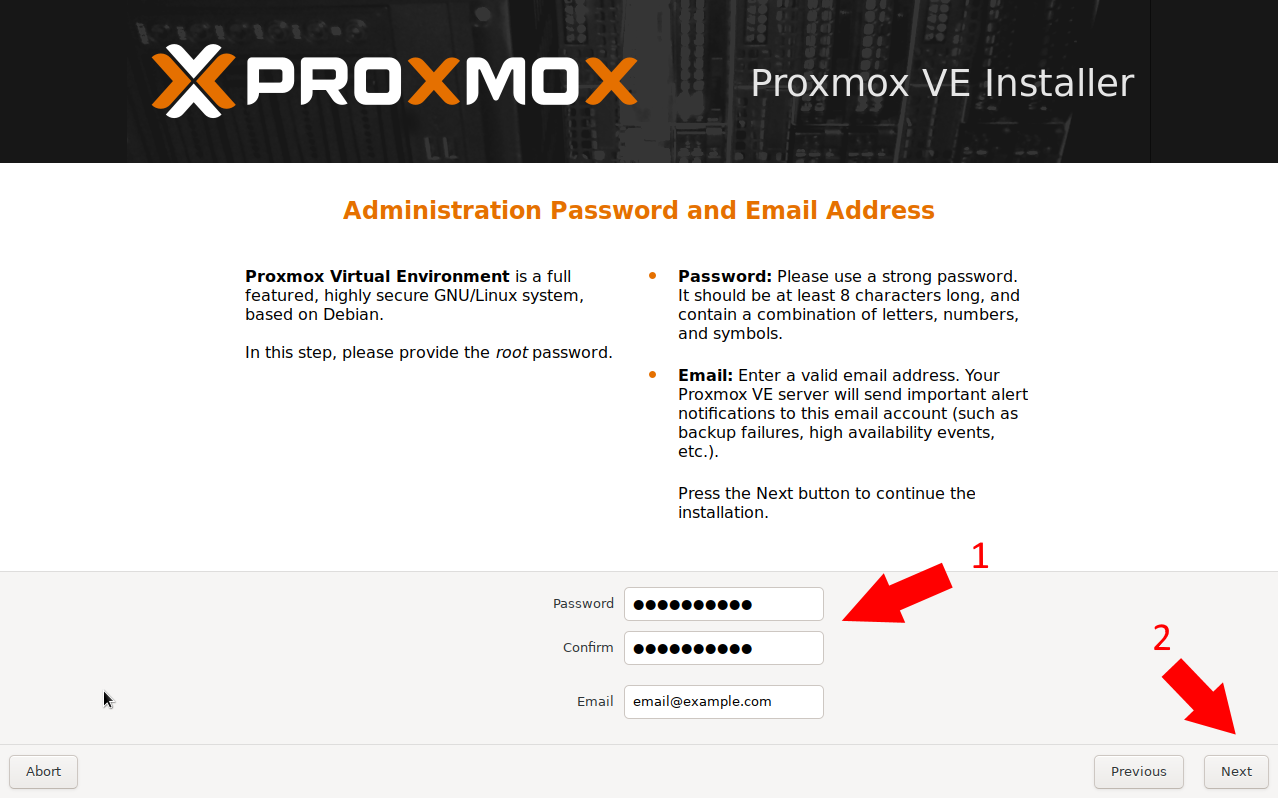 PROXMOX
Proxmox VE Installer
Administration Password and Email Address
Proxmox Virtual Environment is a full
featured, highly secure GNU/Linux system,
based on Debian.
In this step, please provide the root password.
Password: Please use a strong password.
It should be at least 8 characters long, and
contain a combination of letters, numbers,
and symbols.
Email: Enter a valid email address. Your
Proxmox VE server will send important alert
notifications to this email account (such as
backup failures, high availability events,
etc.).
Press the Next button to continue the
installation.
1
Password ●●●●●●●●●●
Confirm ●●●●●●●●●●
2
Email email@example.com
Abort
Previous
Next